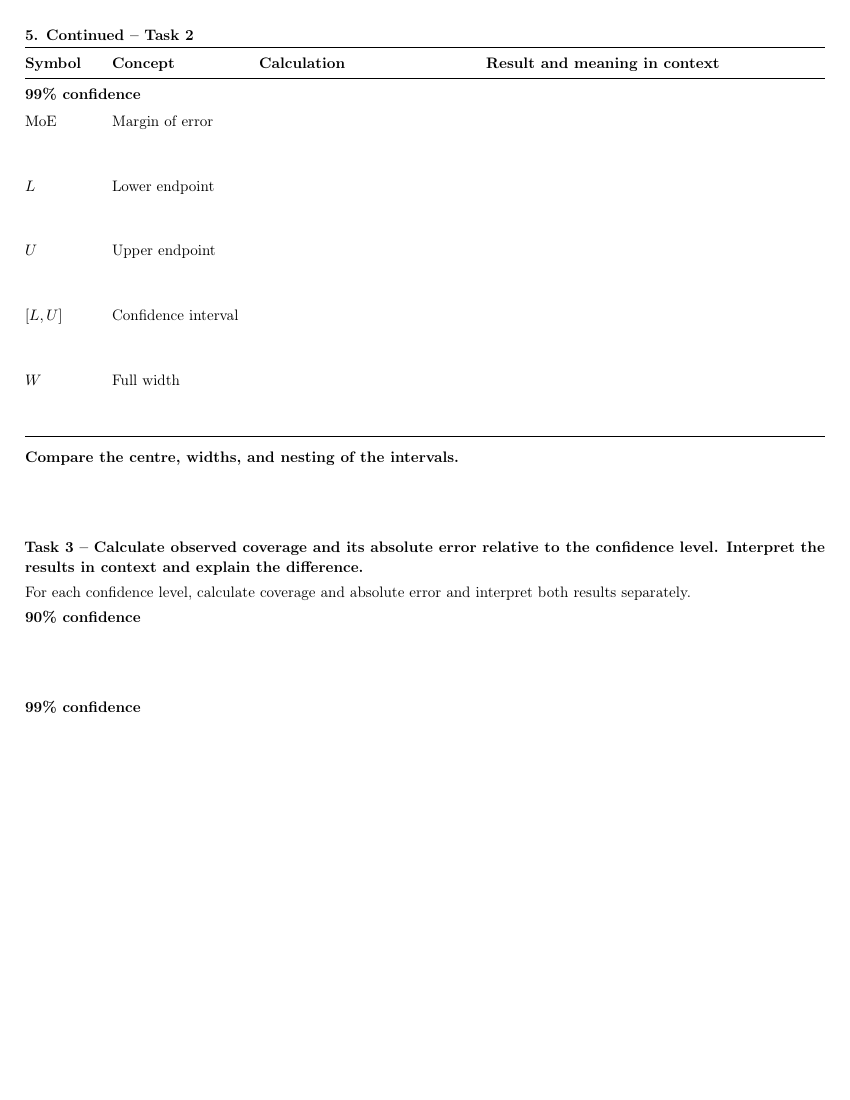 5. Continued – Task 2
Symbol Concept Calculation Result and meaning in context
99% confidence
MoE Margin of error
L Lower endpoint
U Upper endpoint
[L, U] Confidence interval
W Full width
Compare the centre, widths, and nesting of the intervals.
Task 3 – Calculate observed coverage and its absolute error relative to the confidence level. Interpret the
results in context and explain the difference.
For each confidence level, calculate coverage and absolute error and interpret both results separately.
90% confidence
99% confidence